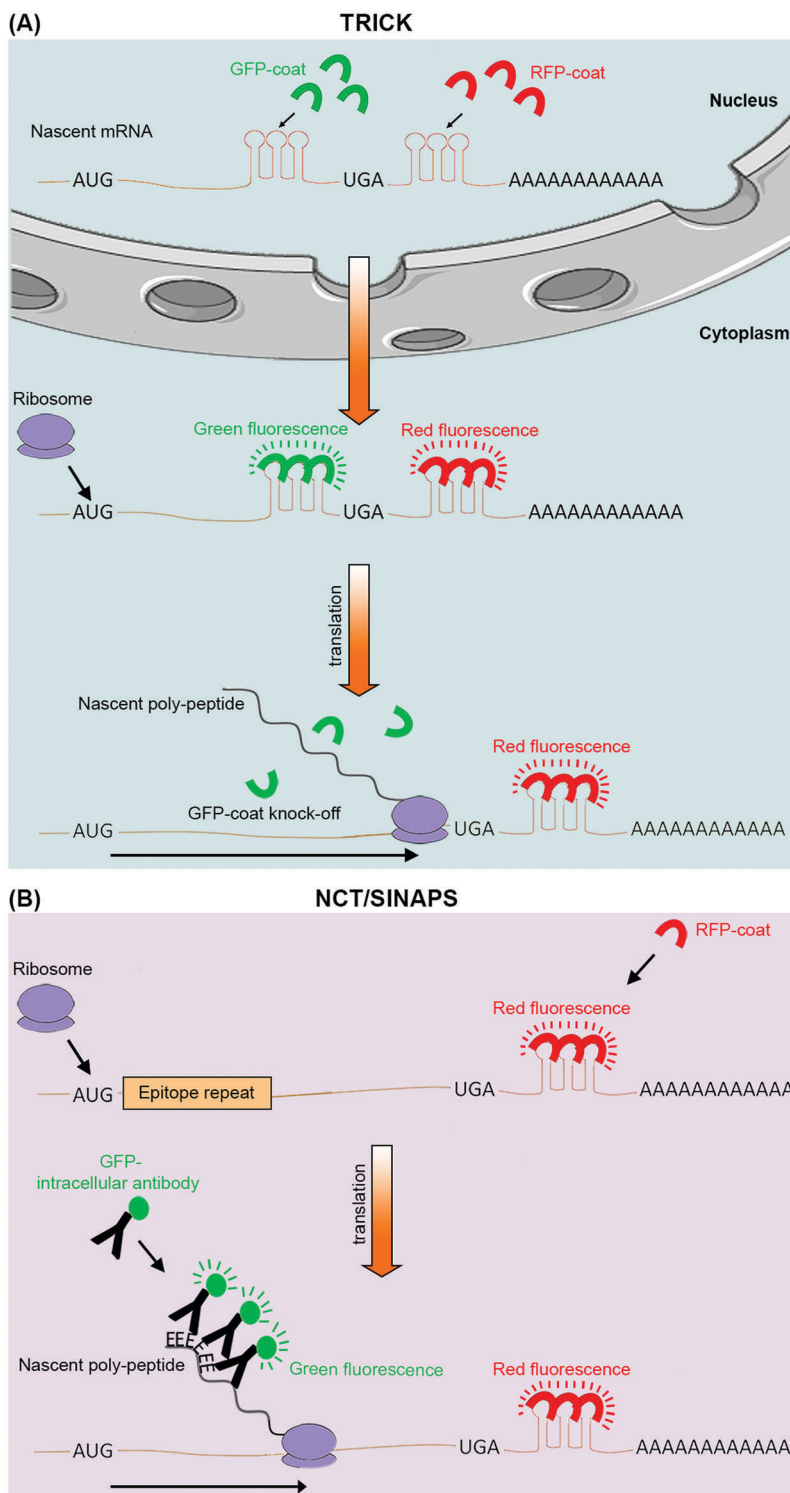 (A)
TRICK
GFP-coat
RFP-coat
Nucleus
Nascent mRNA
AUG
UGA
AAAAAAAAAAAA
Cytoplasm
Ribosome
Green fluorescence
Red fluorescence
AUG
UGA
AAAAAAAAAAAA
translation
Nascent poly-peptide
Red fluorescence
GFP-coat knock-off
AUG
UGA
AAAAAAAAAAAA
(B)
NCT/SINAPS
RFP-coat
Ribosome
Red fluorescence
AUG
Epitope repeat
UGA
AAAAAAAAAAAA
GFP-
intracellular antibody
translation
EEE
EE
Nascent poly-peptide
Green fluorescence
Red fluorescence
AUG
UGA
AAAAAAAAAAAA